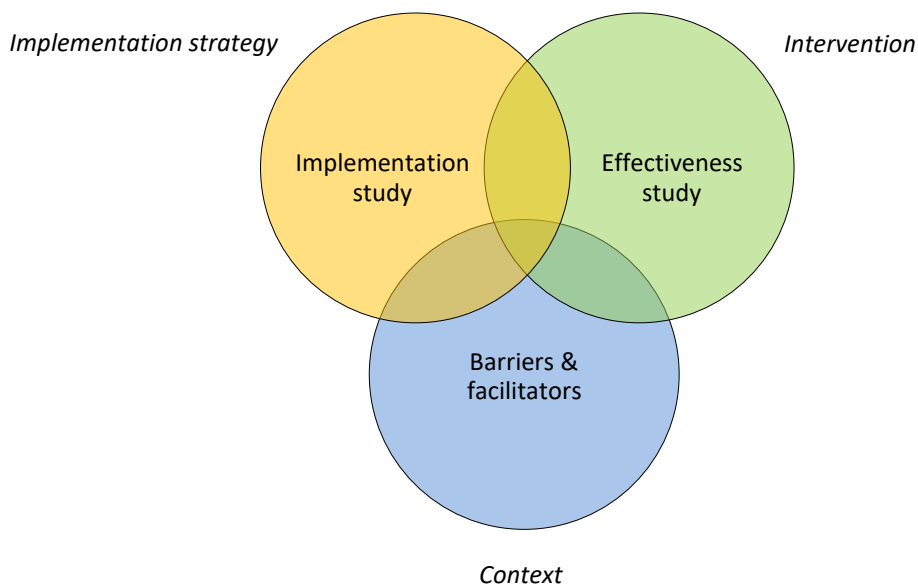 Implementation strategy
Intervention
Implementation
study
Effectiveness
study
Barriers &
facilitators
Context